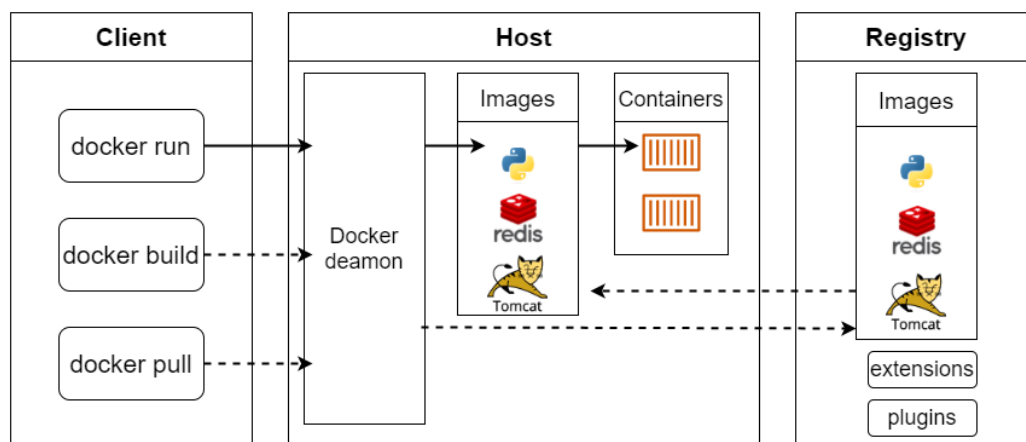 Client
docker run
docker build
docker pull
Host
Docker
deamon
Images
redis
Tomcat
Containers
Registry
Images
redis
Tomcat
extensions
plugins